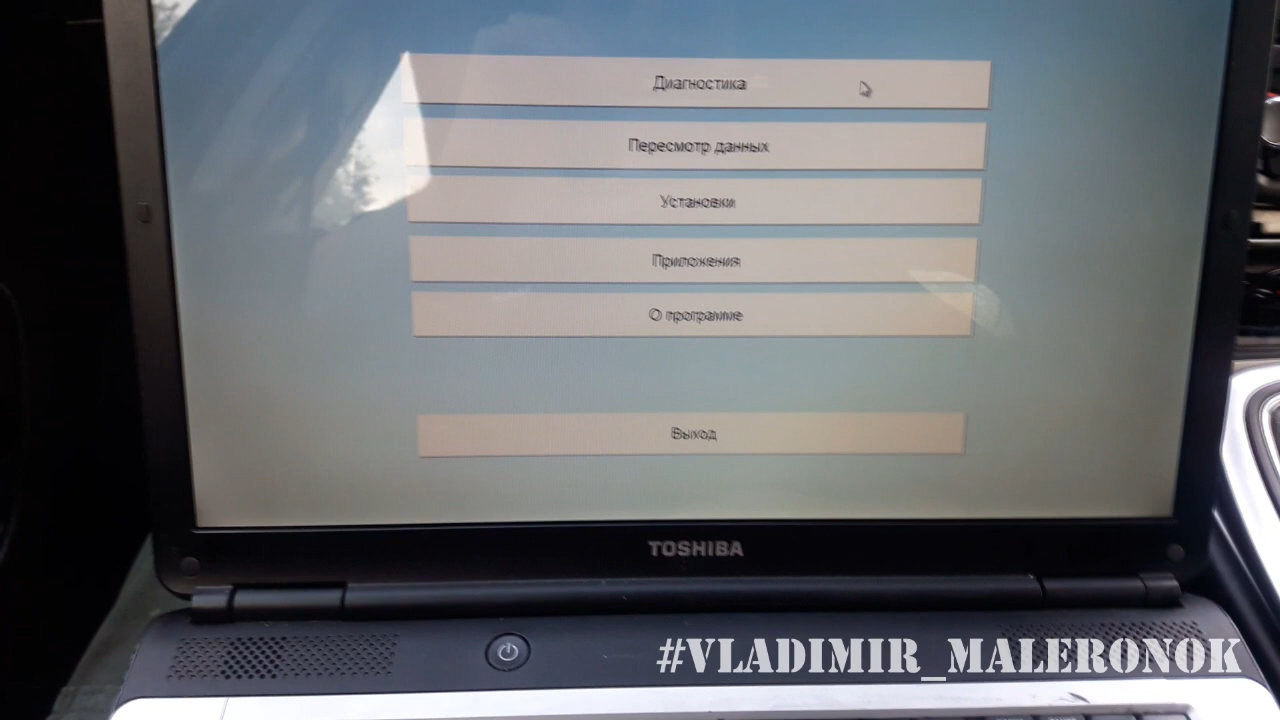 Диагностика
Пересмотр данных
Установки
Приложения
О программе
Выход
TOSHIBA
#VLADIMIR_MALERONOK